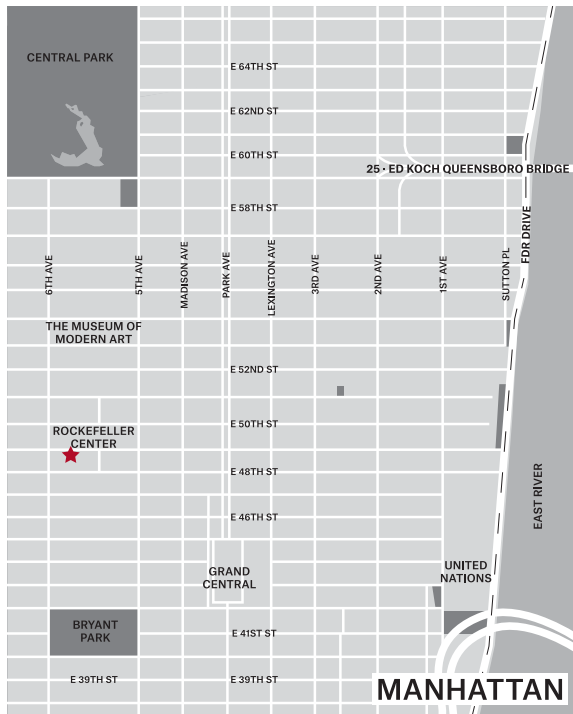 CENTRAL PARK
E 64TH ST
E 62ND ST
E 60TH ST
25 · ED KOCH QUEENSBORO BRIDGE
E 58TH ST
6TH AVE
5TH AVE
MADISON AVE
PARK AVE
LEXINGTON AVE
3RD AVE
2ND AVE
1ST AVE
SUTTON PL
FDR DRIVE
THE MUSEUM OF
MODERN ART
E 52ND ST
E 50TH ST
ROCKEFELLER
CENTER
E 48TH ST
EAST RIVER
E 46TH ST
GRAND
CENTRAL
UNITED
NATIONS
BRYANT
PARK
E 41ST ST
E 39TH ST
E 39TH ST
MANHATTAN